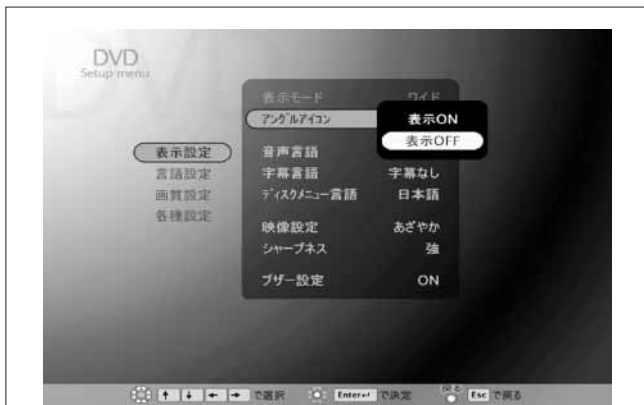 DVD
Setup menu
表示モード ワイド
アングルアイコン 表示ON
表示OFF
表示設定 音声言語
言語設定 字幕言語 字幕なし
画質設定 ディスクメニュー言語 日本語
各種設定
映像設定 あざやか
シャープネス 強
ブザー設定 ON
↑ ↓ ← → で選択 Enter↵ で決定 戻る Esc で戻る